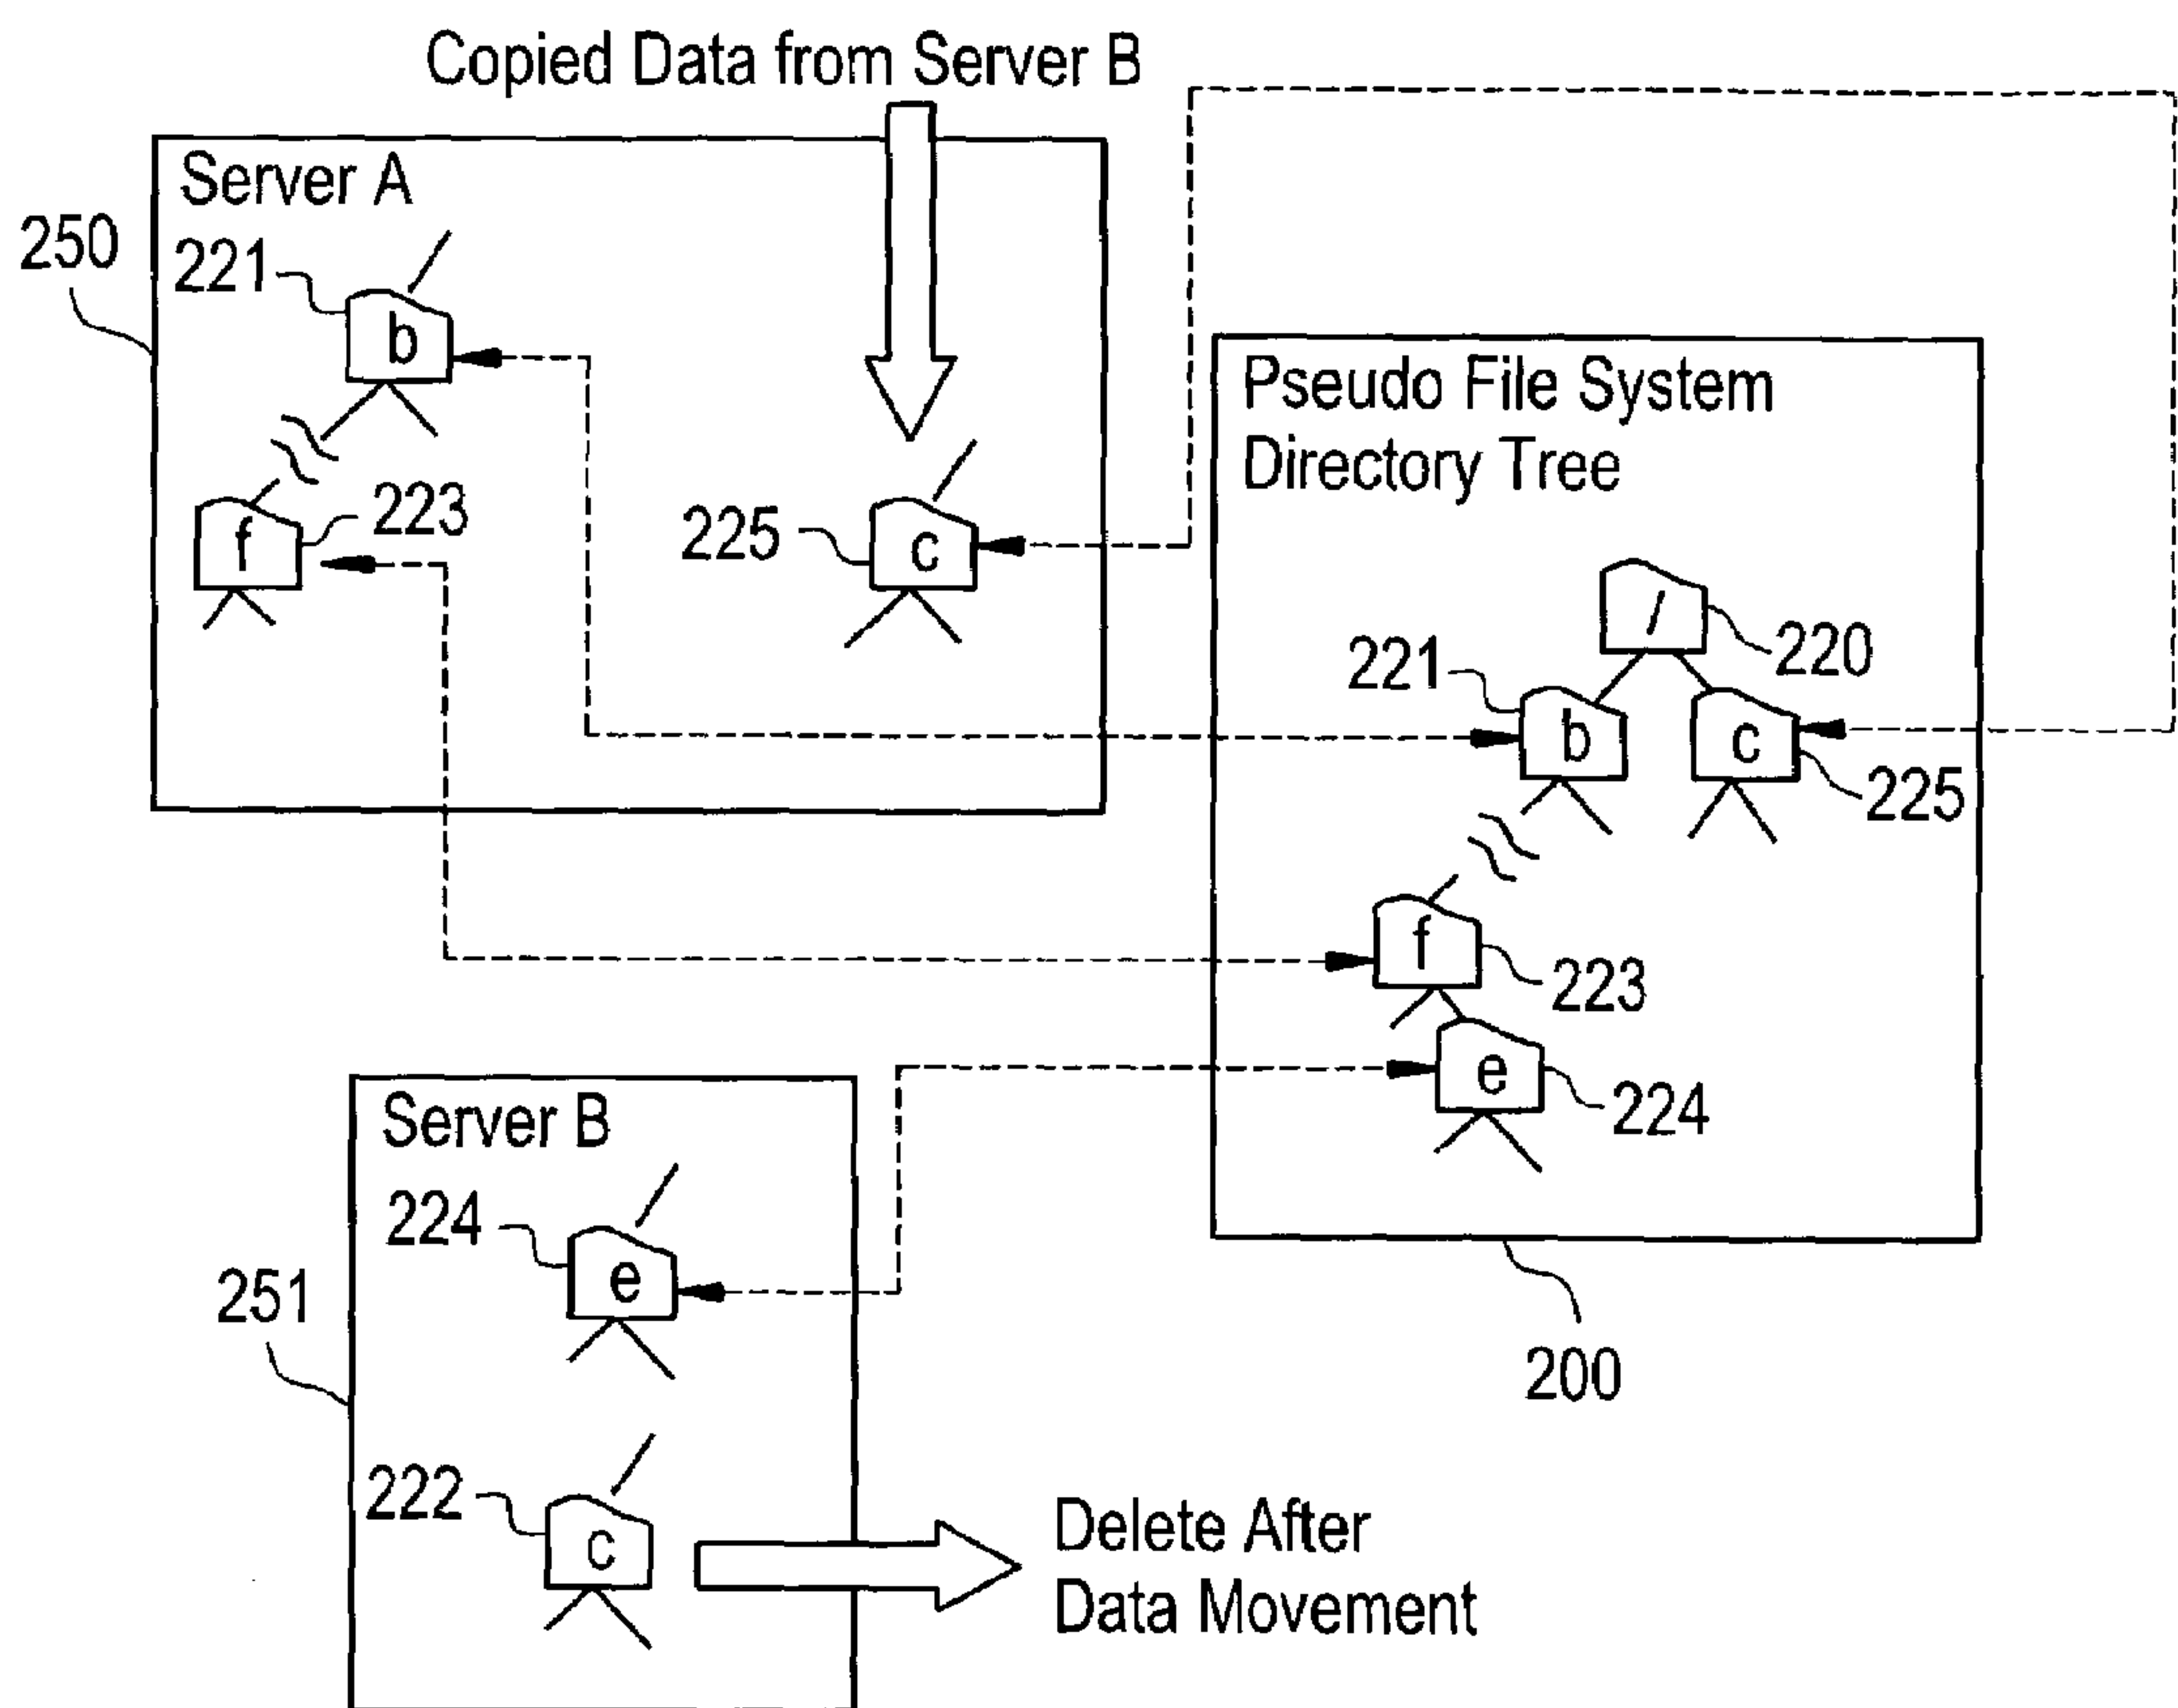 Copied Data from Server B
Server A
250
221
b
f
223
225
c
Pseudo File System
Directory Tree
/
220
221
b
c
225
f
223
e
224
200
Server B
224
e
251
222
c
Delete After
Data Movement